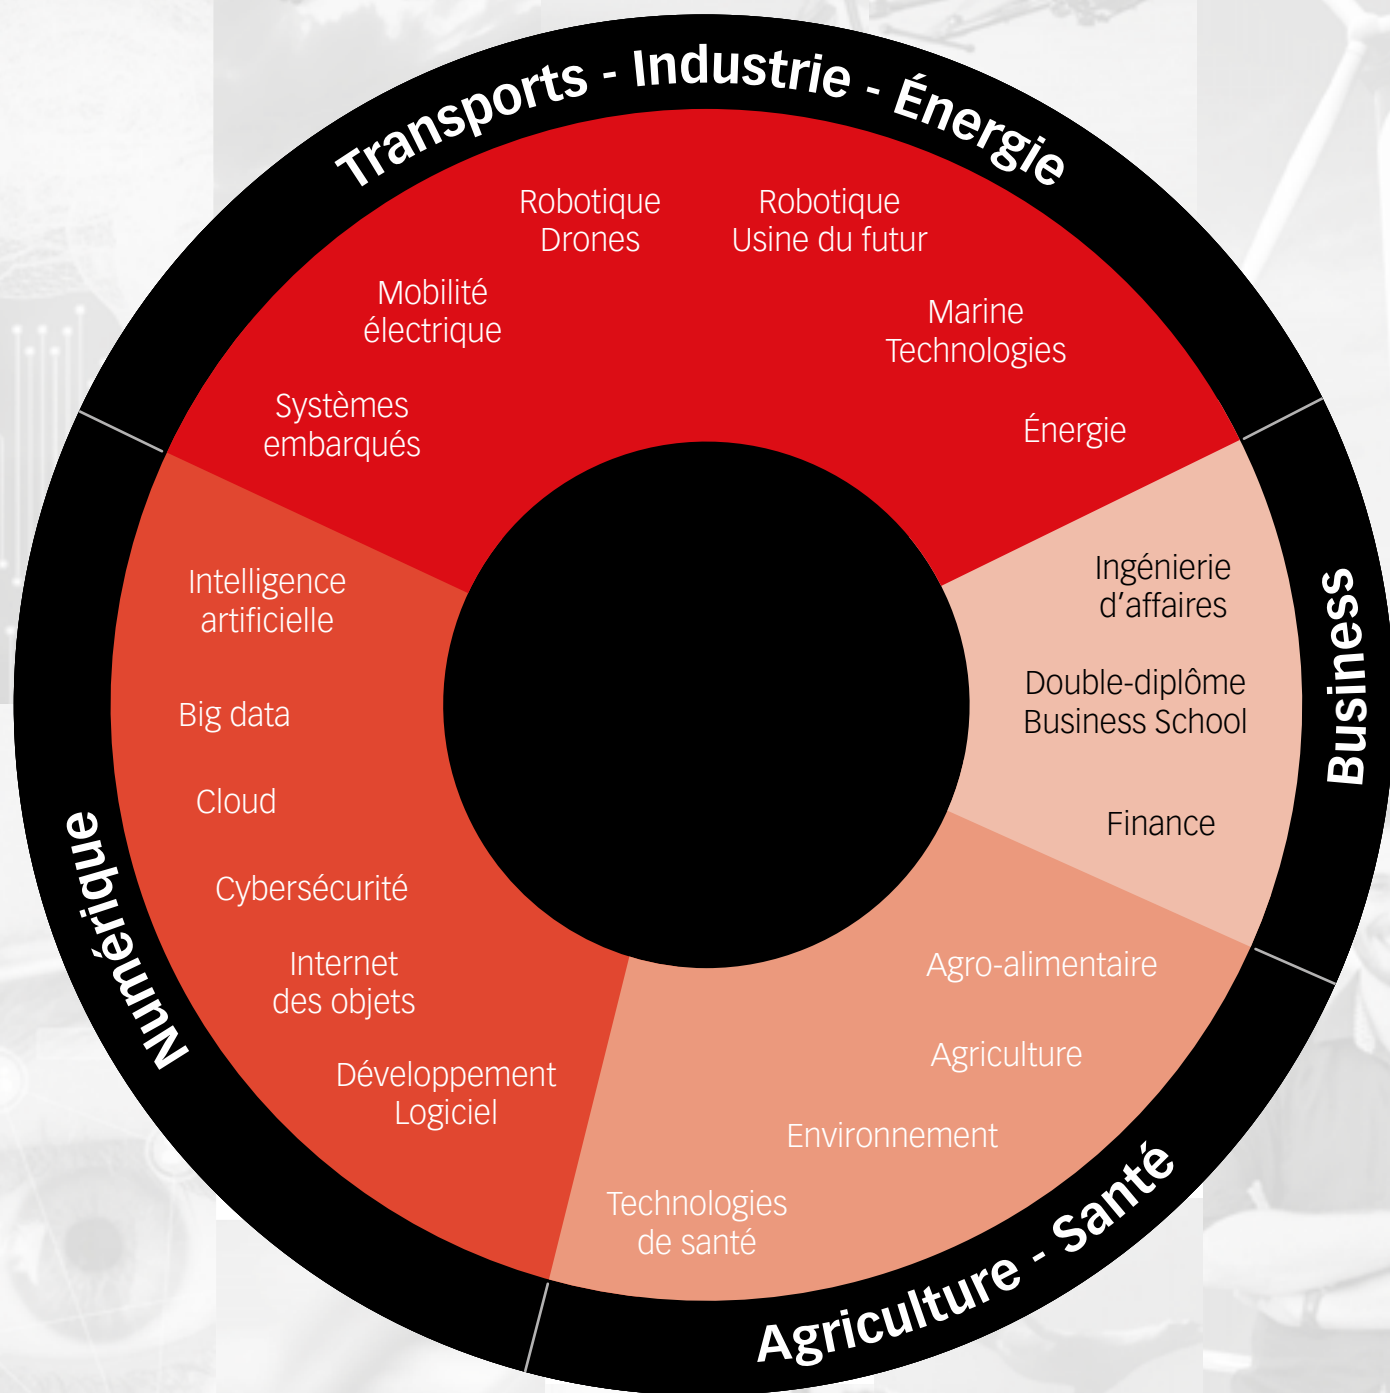 Transports - Industrie - Énergie
Robotique
Drones
Robotique
Usine du futur
Mobilité
électrique
Marine
Technologies
Systèmes
embarqués
Énergie
Business
Ingénierie
d’affaires
Double-diplôme
Business School
Finance
Agriculture - Santé
Agro-alimentaire
Agriculture
Environnement
Technologies
de santé
Numérique
Intelligence
artificielle
Big data
Cloud
Cybersécurité
Internet
des objets
Développement
Logiciel